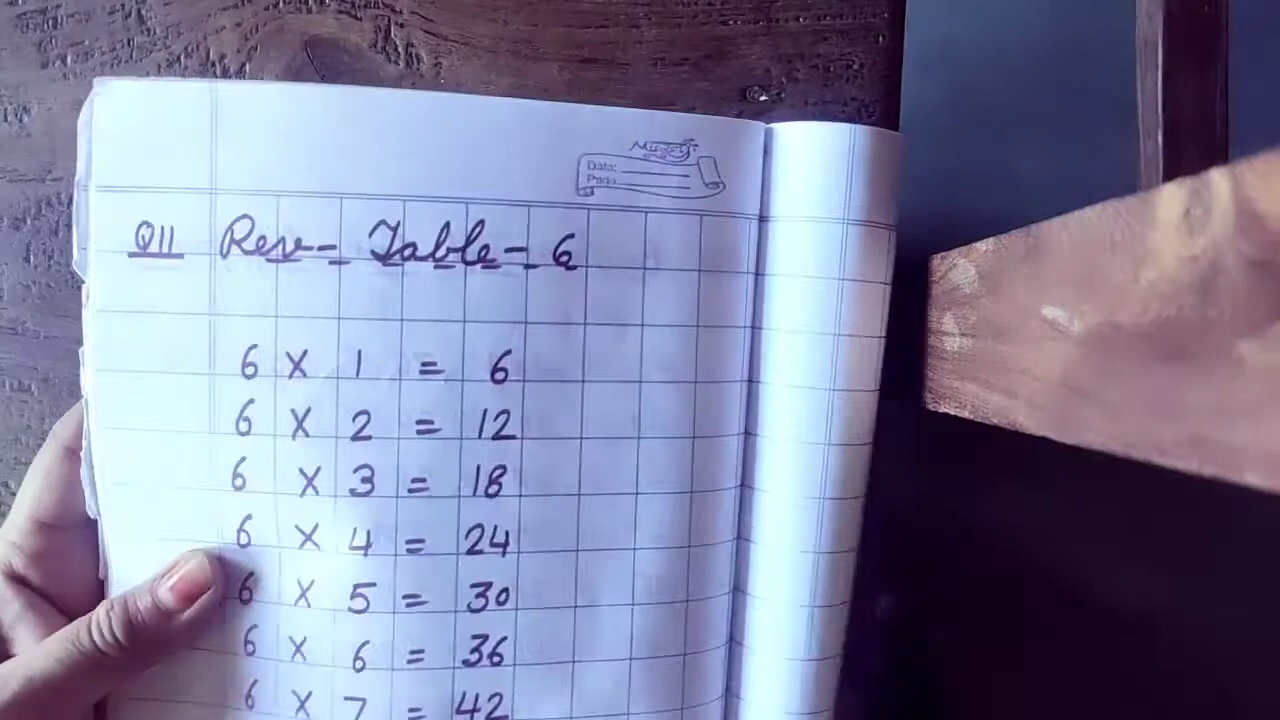 Date:
Page
Q11 Rev- Table- 6
6 X 1 = 6
6 X 2 = 12
6 X 3 = 18
6 X 4 = 24
6 X 5 = 30
6 X 6 = 36
6 X 7 = 42